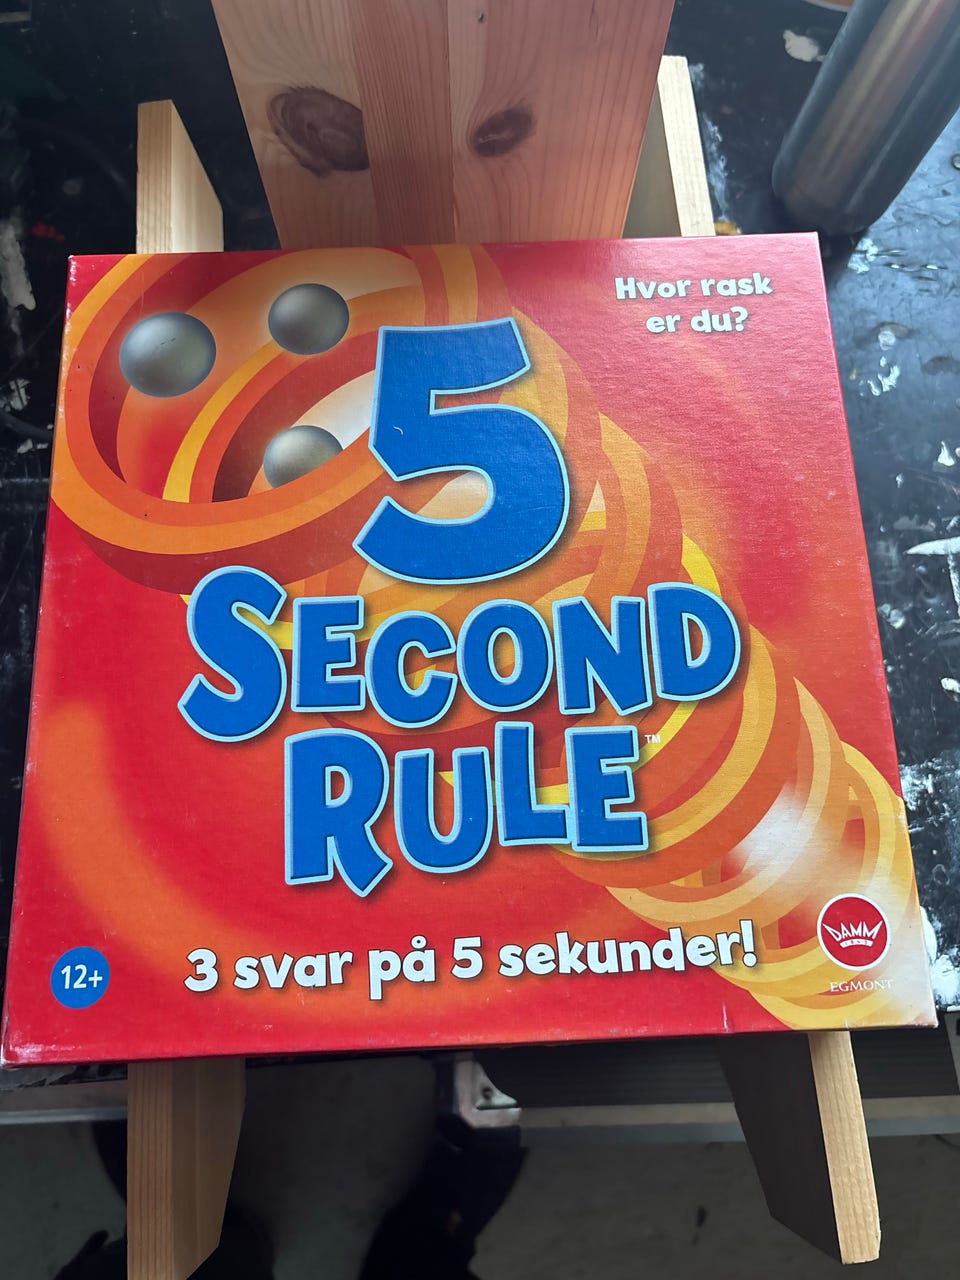 Hvor rask
er du?
5
SECOND
RULE™
3 svar på 5 sekunder!
12+
DAMM
EGMONT